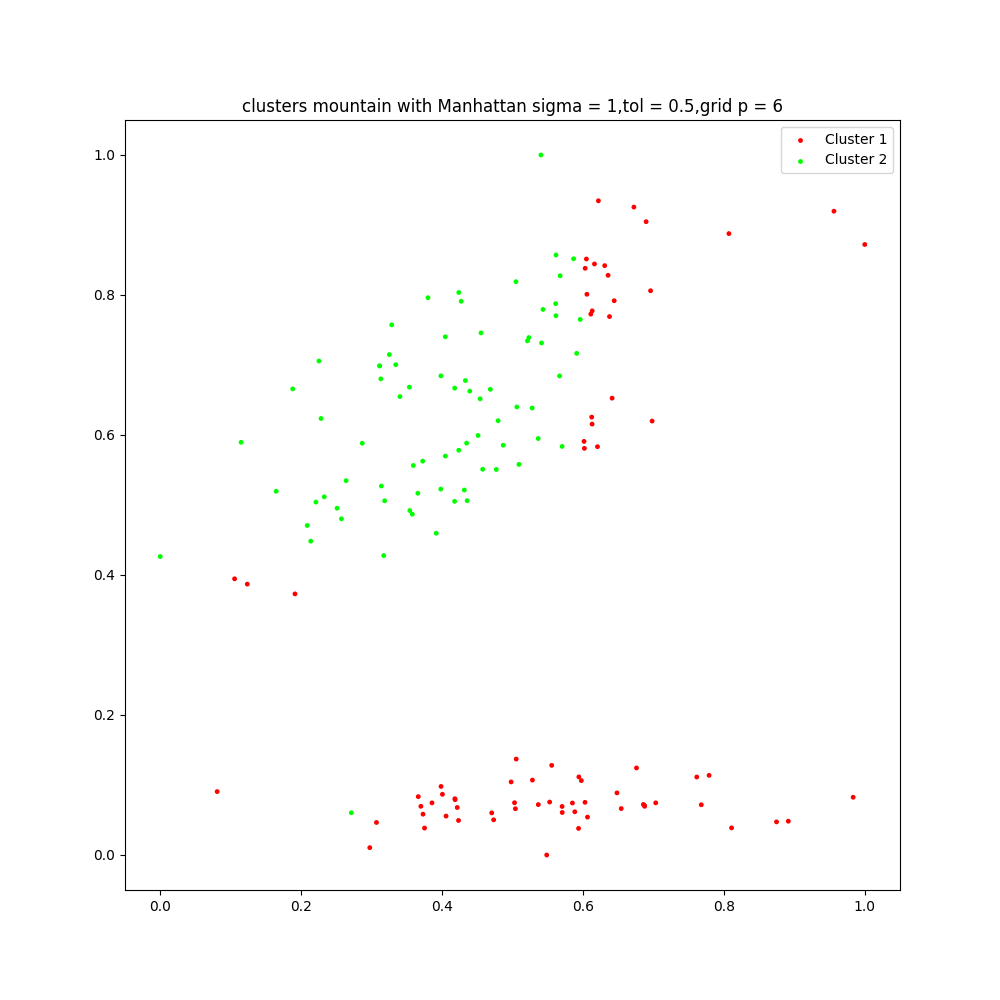 clusters mountain with Manhattan sigma = 1,tol = 0.5,grid p = 6
Cluster 1
Cluster 2
1.0
0.8
0.6
0.4
0.2
0.0
0.0 0.2 0.4 0.6 0.8 1.0